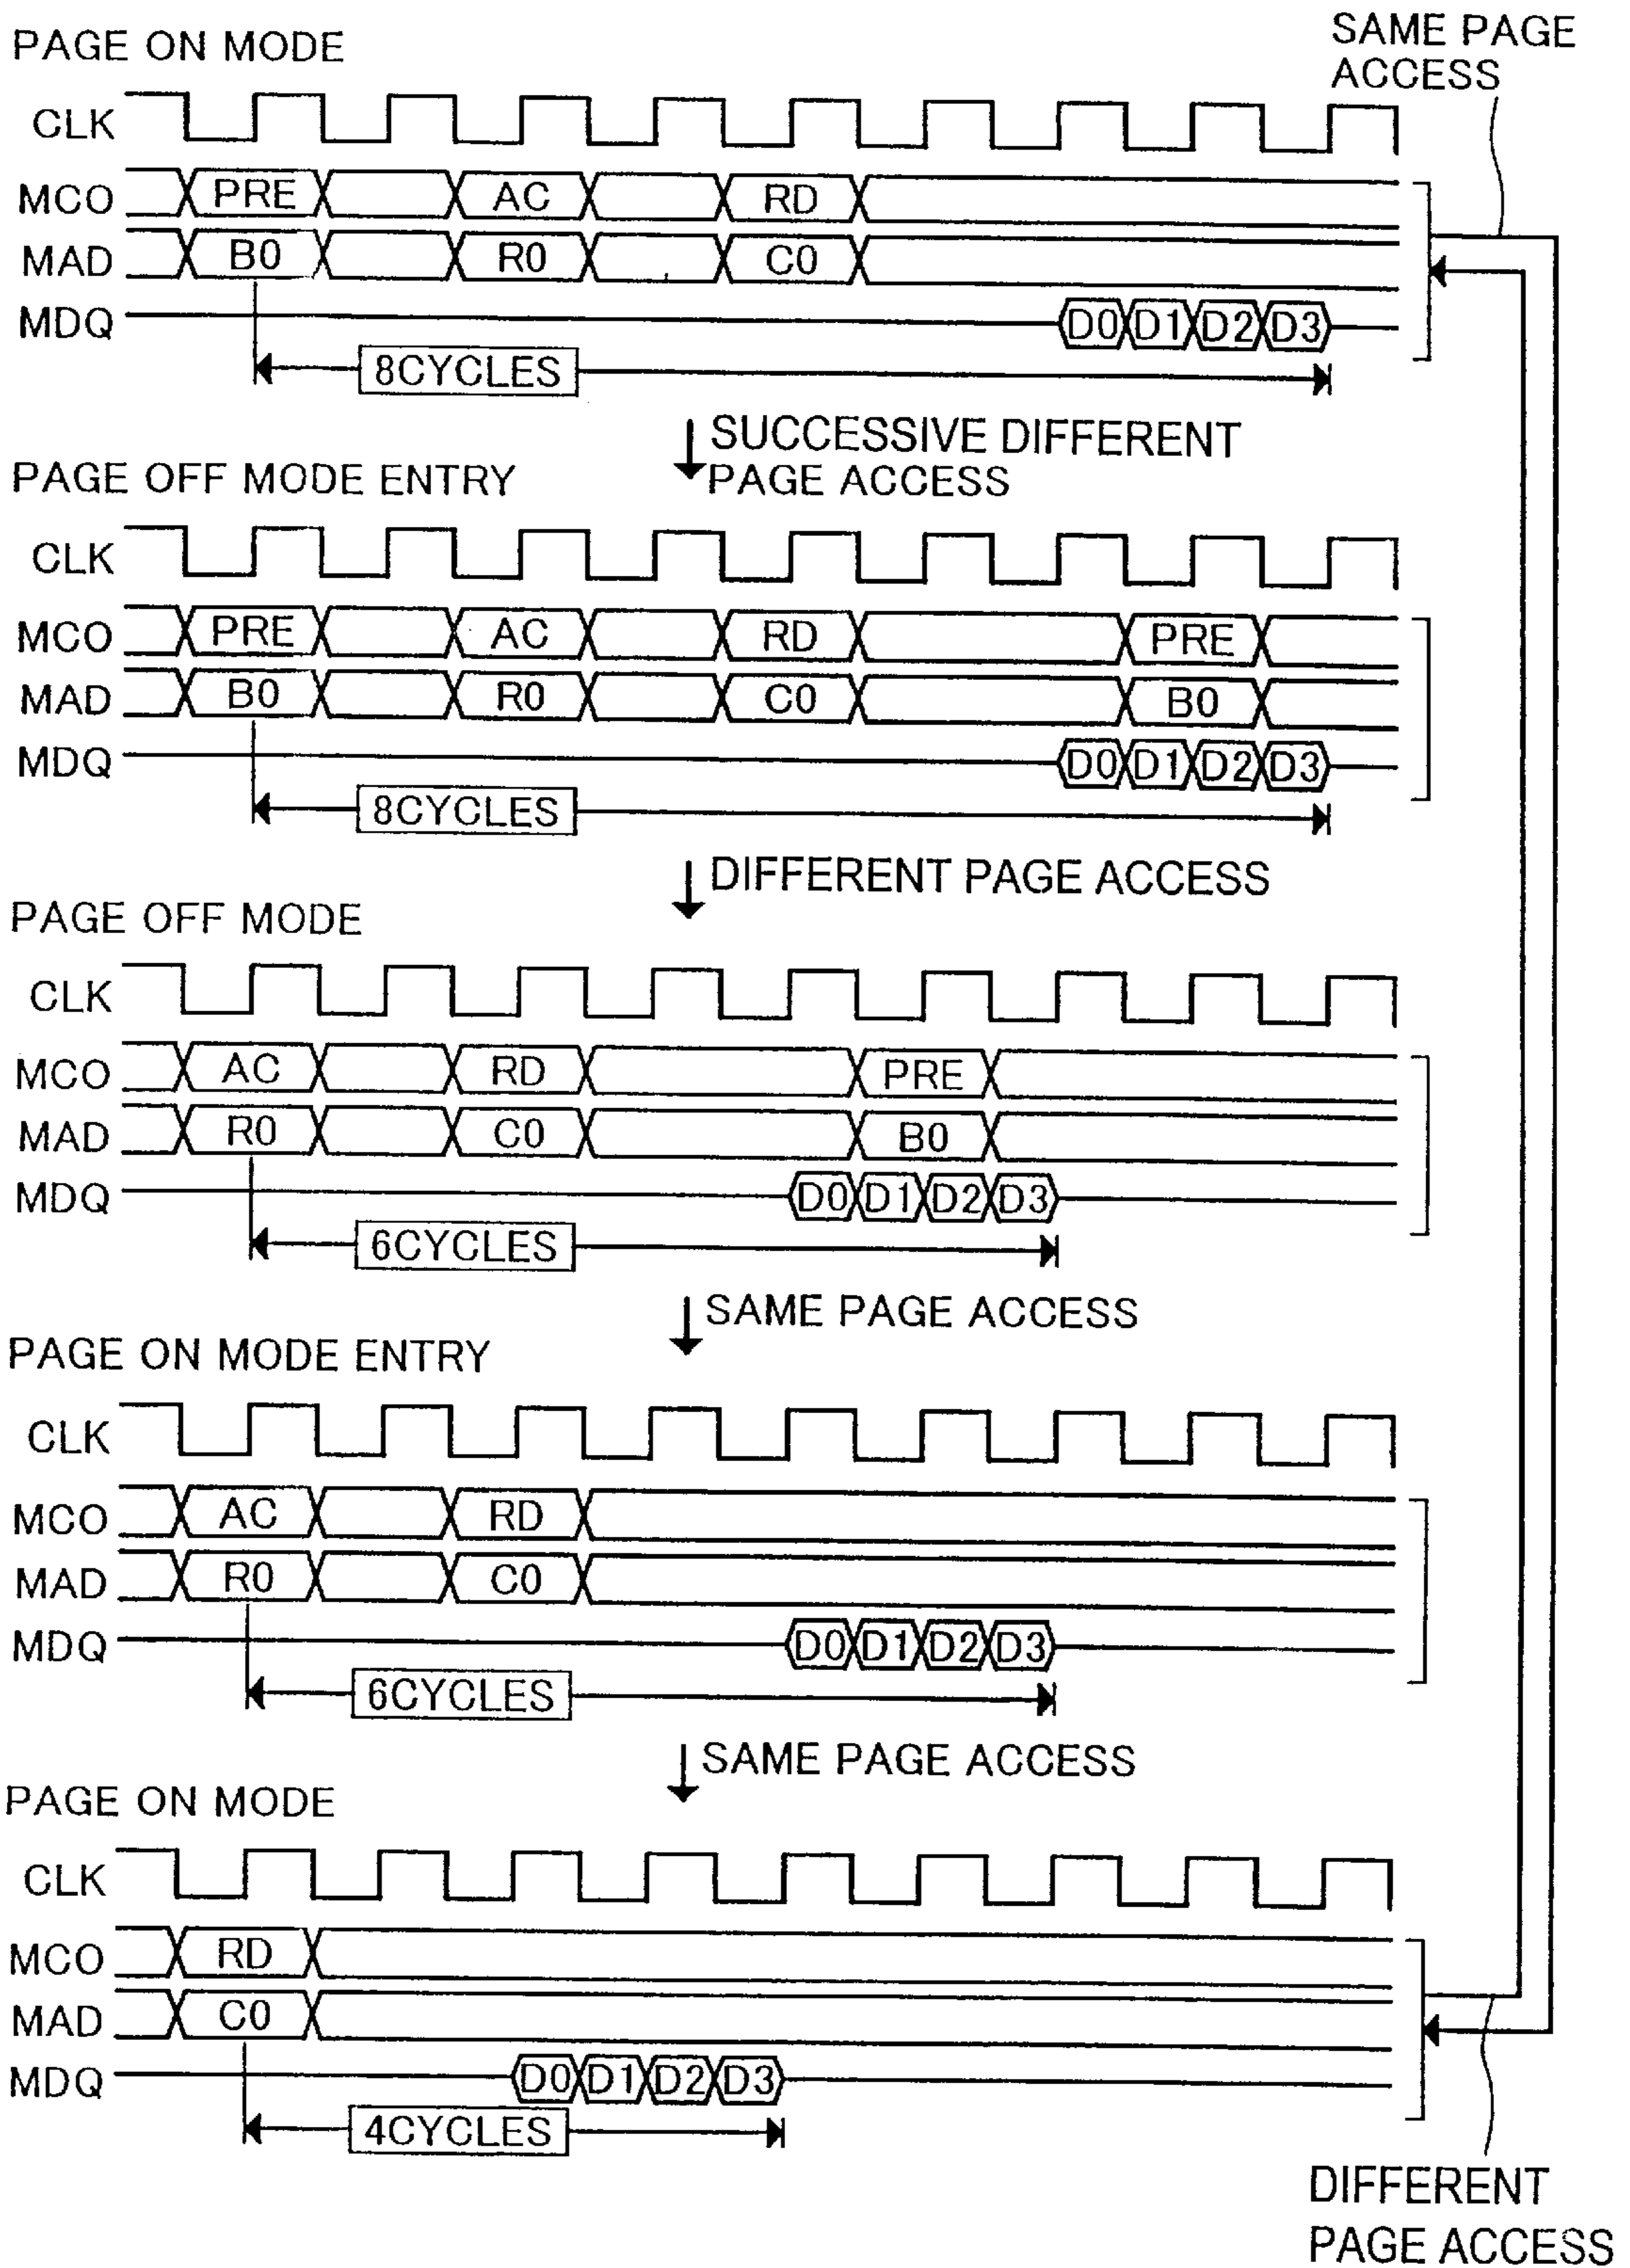 SAME PAGE
ACCESS
PAGE ON MODE
CLK
MCO PRE AC RD
MAD B0 R0 C0
MDQ D0 D1 D2 D3
8CYCLES
SUCCESSIVE DIFFERENT
PAGE ACCESS
PAGE OFF MODE ENTRY
CLK
MCO PRE AC RD PRE
MAD B0 R0 C0 B0
MDQ D0 D1 D2 D3
8CYCLES
DIFFERENT PAGE ACCESS
PAGE OFF MODE
CLK
MCO AC RD PRE
MAD R0 C0 B0
MDQ D0 D1 D2 D3
6CYCLES
SAME PAGE ACCESS
PAGE ON MODE ENTRY
CLK
MCO AC RD
MAD R0 C0
MDQ D0 D1 D2 D3
6CYCLES
SAME PAGE ACCESS
PAGE ON MODE
CLK
MCO RD
MAD C0
MDQ D0 D1 D2 D3
4CYCLES
DIFFERENT
PAGE ACCESS